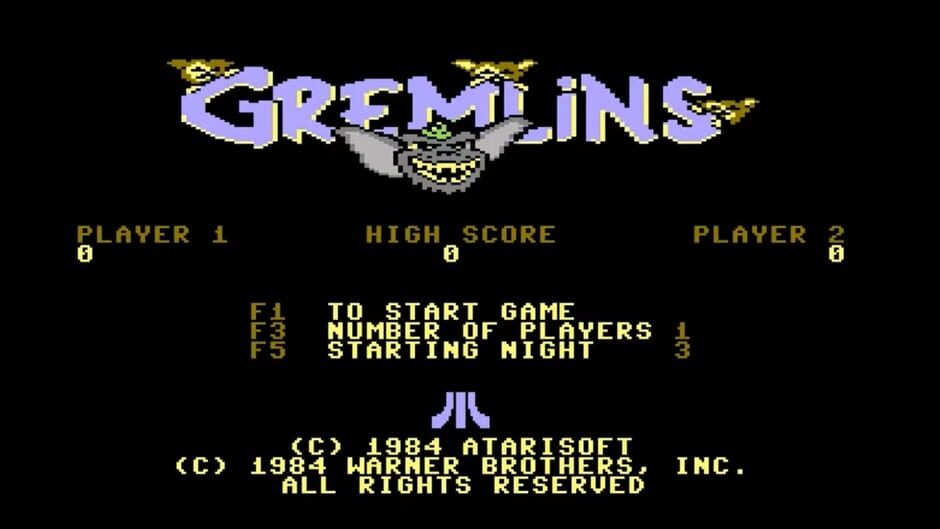 GREMLiNS
PLAYER 1 HIGH SCORE PLAYER 2
0 0 0
F1 TO START GAME
F3 NUMBER OF PLAYERS 1
F5 STARTING NIGHT 3
(C) 1984 ATARISOFT
(C) 1984 WARNER BROTHERS, INC.
ALL RIGHTS RESERVED